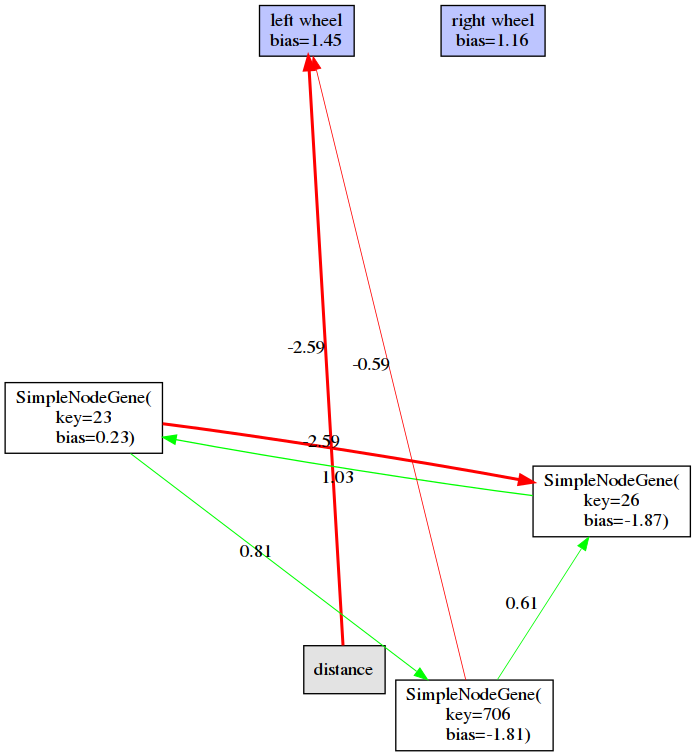 left wheel
bias=1.45
right wheel
bias=1.16
-2.59
-0.59
SimpleNodeGene(
key=23
bias=0.23)
-2.59
1.03
SimpleNodeGene(
key=26
bias=-1.87)
0.81
0.61
distance
SimpleNodeGene(
key=706
bias=-1.81)